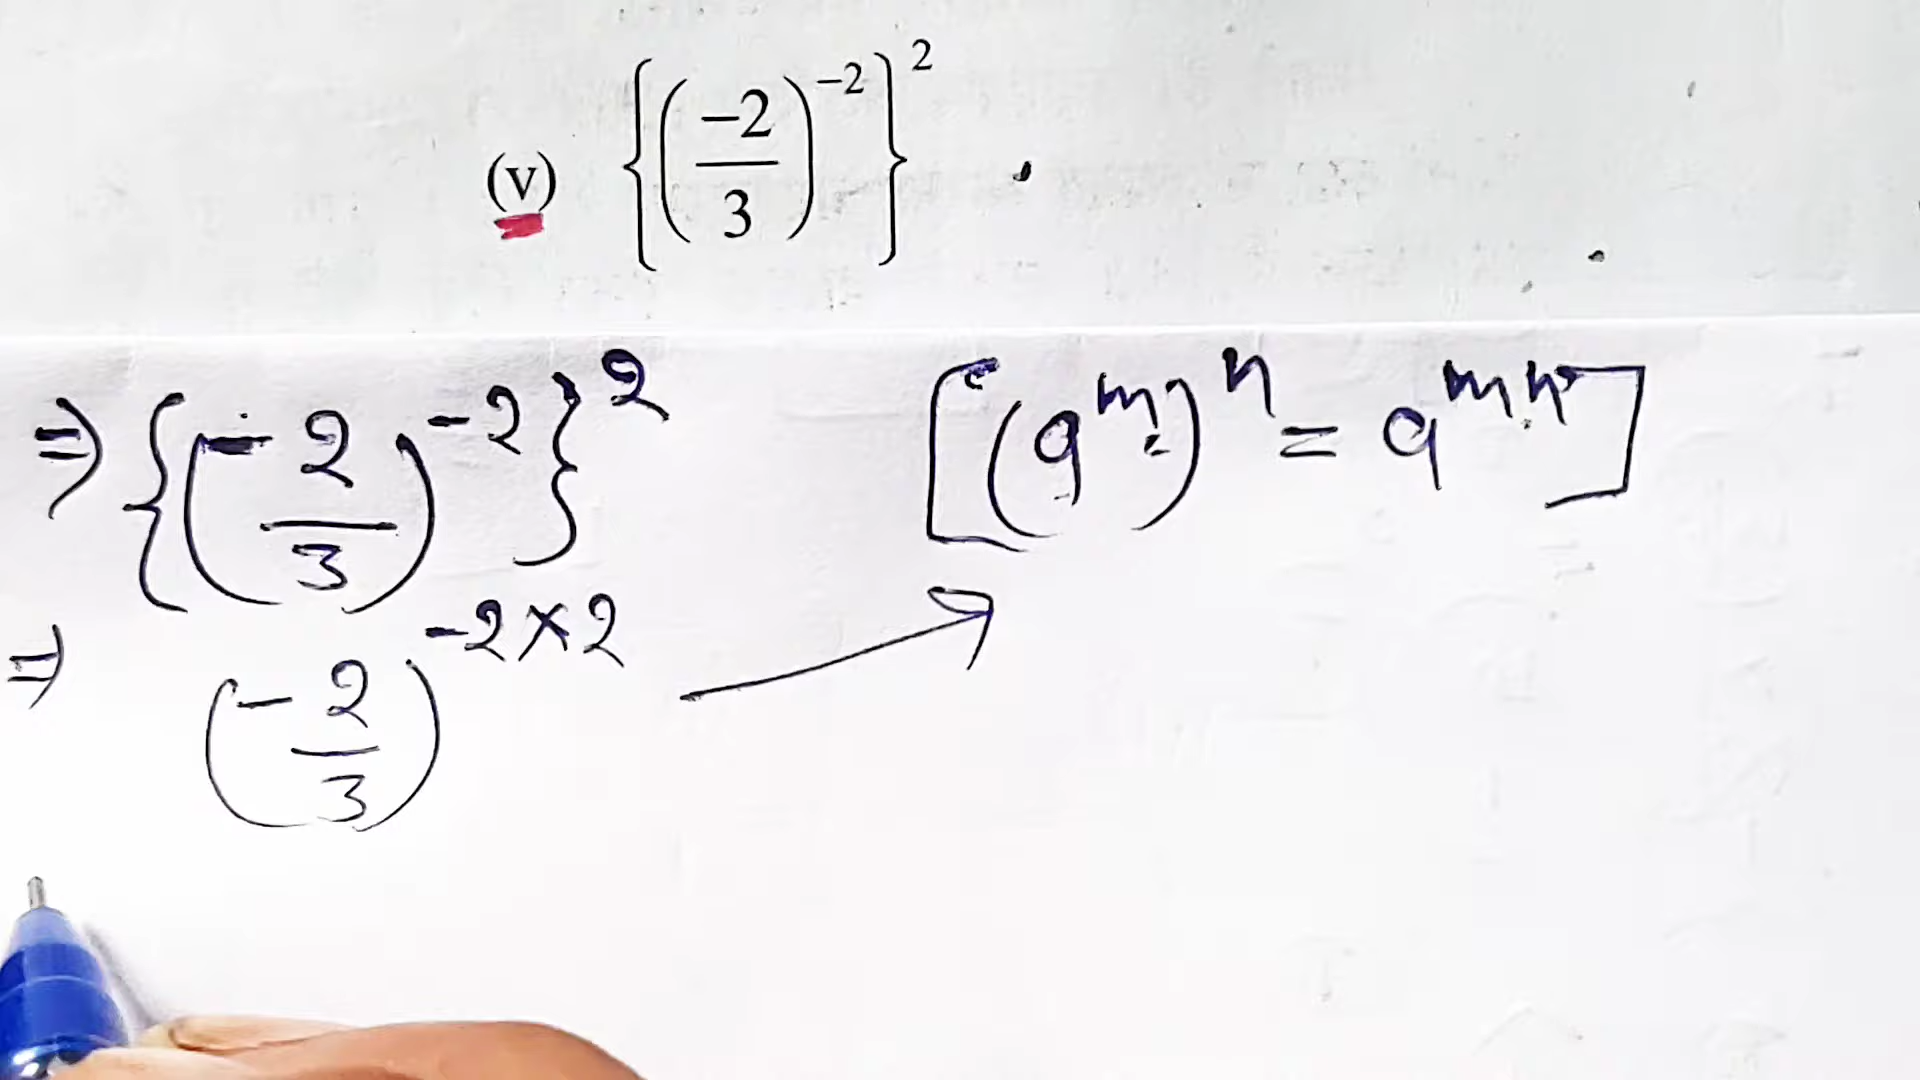 (v) {(-2/3)^-2}^2
⇒ {(-2/3)^-2}^2 [(a^m)^n = a^mn]
⇒ (-2/3)^-2×2